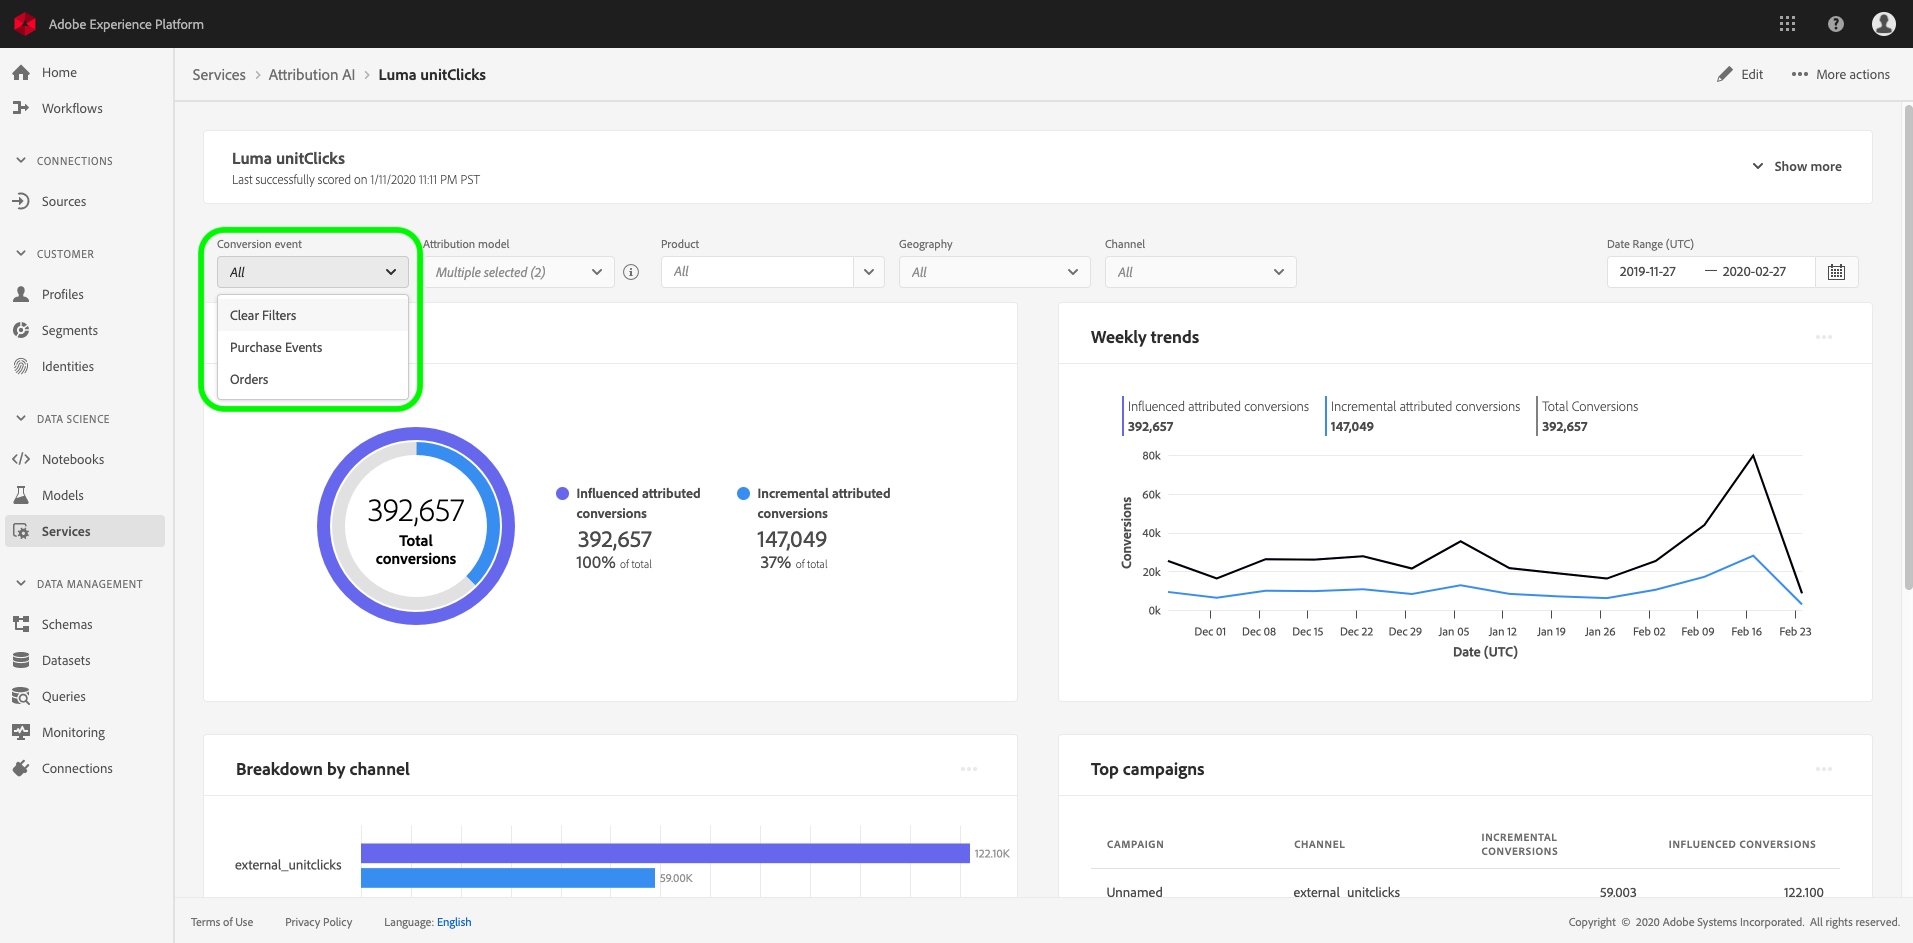 Adobe Experience Platform
Home
Workflows
CONNECTIONS
Sources
CUSTOMER
Profiles
Segments
Identities
DATA SCIENCE
Notebooks
Models
Services
DATA MANAGEMENT
Schemas
Datasets
Queries
Monitoring
Connections
Services > Attribution AI > Luma unitClicks
Edit
More actions
Luma unitClicks
Last successfully scored on 1/11/2020 11:11 PM PST
Show more
Conversion event
All
Clear Filters
Purchase Events
Orders
Attribution model
Multiple selected (2)
Product
All
Geography
All
Channel
All
Date Range (UTC)
2019-11-27 — 2020-02-27
392,657
Total
conversions
Influenced attributed
conversions
392,657
100% of total
Incremental attributed
conversions
147,049
37% of total
Weekly trends
Influenced attributed conversions
392,657
Incremental attributed conversions
147,049
Total Conversions
392,657
Conversions
80k
60k
40k
20k
0k
Dec 01 Dec 08 Dec 15 Dec 22 Dec 29 Jan 05 Jan 12 Jan 19 Jan 26 Feb 02 Feb 09 Feb 16 Feb 23
Date (UTC)
Breakdown by channel
external_unitclicks
122.10K
59.00K
Top campaigns
CAMPAIGN
CHANNEL
INCREMENTAL
CONVERSIONS
INFLUENCED CONVERSIONS
Unnamed external_unitclicks 59,003 122,100
Terms of Use
Privacy Policy
Language: English
Copyright © 2020 Adobe Systems Incorporated. All rights reserved.